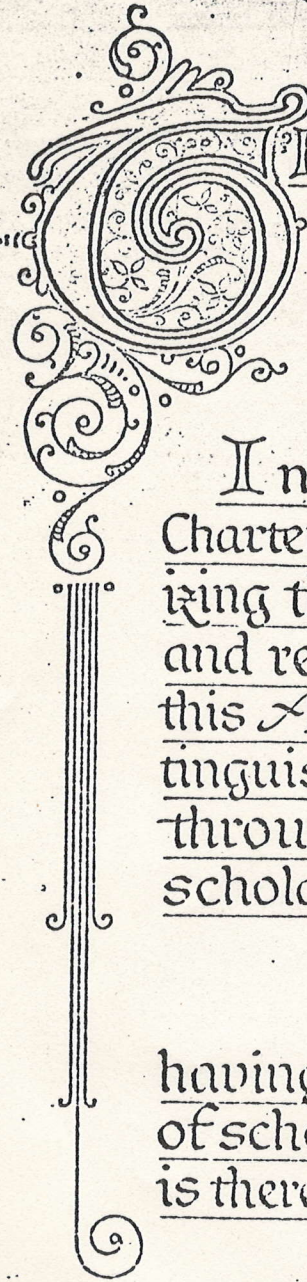 T
In
Charte
izing t
and re
this
tinguis
throu
schola
having
of scho
is there